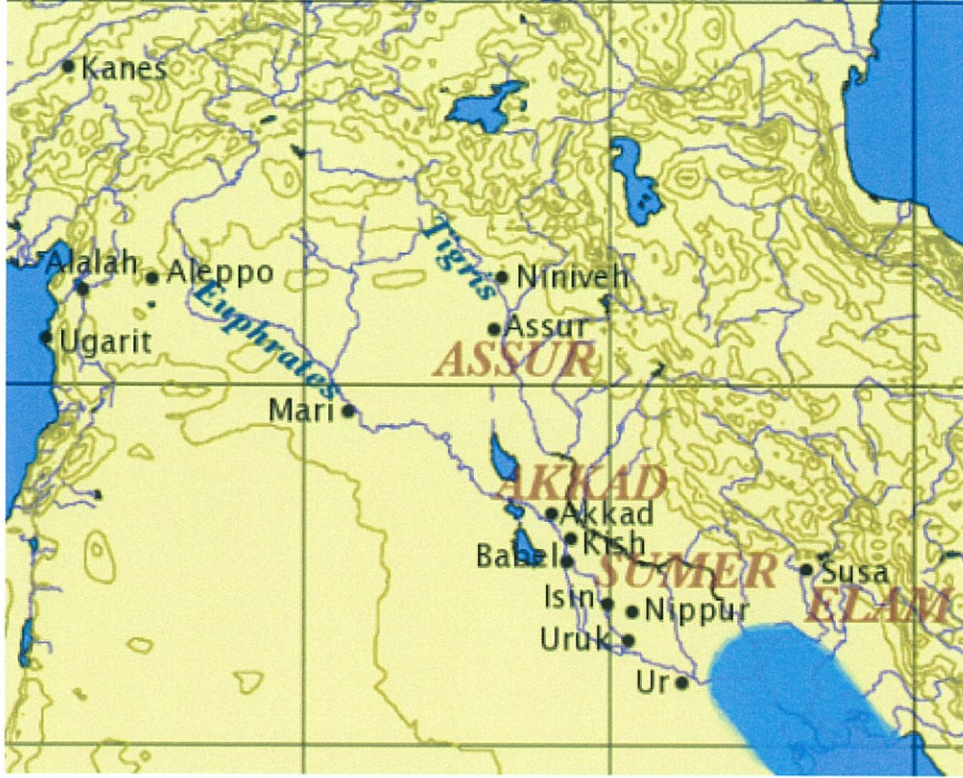 Kanes
Tigris
Alalah
Aleppo
Niniveh
Euphrates
Assur
Ugarit
ASSUR
Mari
AKKAD
Akkad
Kish
Babel
SUMER
Susa
Isin
Nippur
ELAM
Uruk
Ur